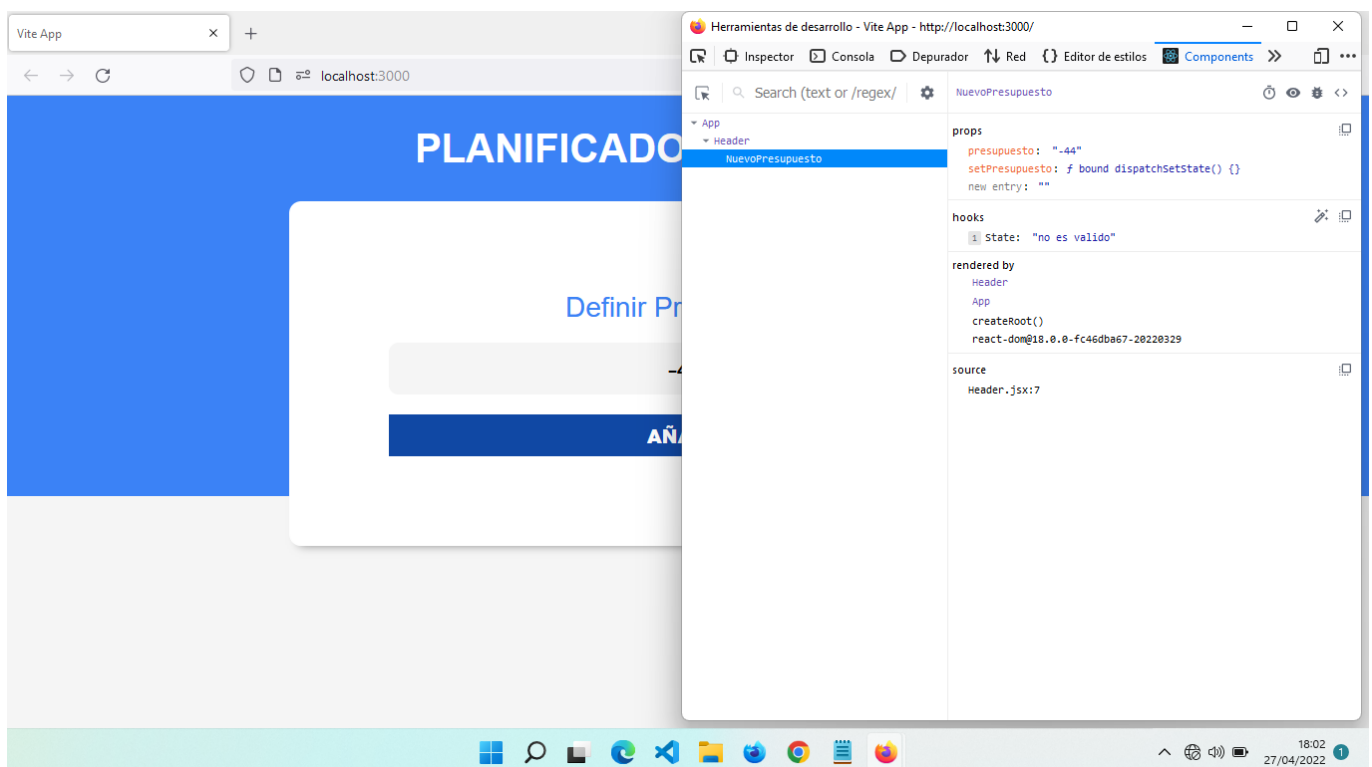 Vite App
localhost:3000
PLANIFICADO
Definir Pr
-4
AÑ
Herramientas de desarrollo - Vite App - http://localhost:3000/
Inspector Consola Depurador Red Editor de estilos Components
Search (text or /regex/
NuevoPresupuesto
App
Header
NuevoPresupuesto
props
presupuesto: "-44"
setPresupuesto: ƒ bound dispatchSetState() {}
new entry: ""
hooks
1 State: "no es valido"
rendered by
Header
App
createRoot()
react-dom@18.0.0-fc46dba67-20220329
source
Header.jsx:7
18:02
27/04/2022
1